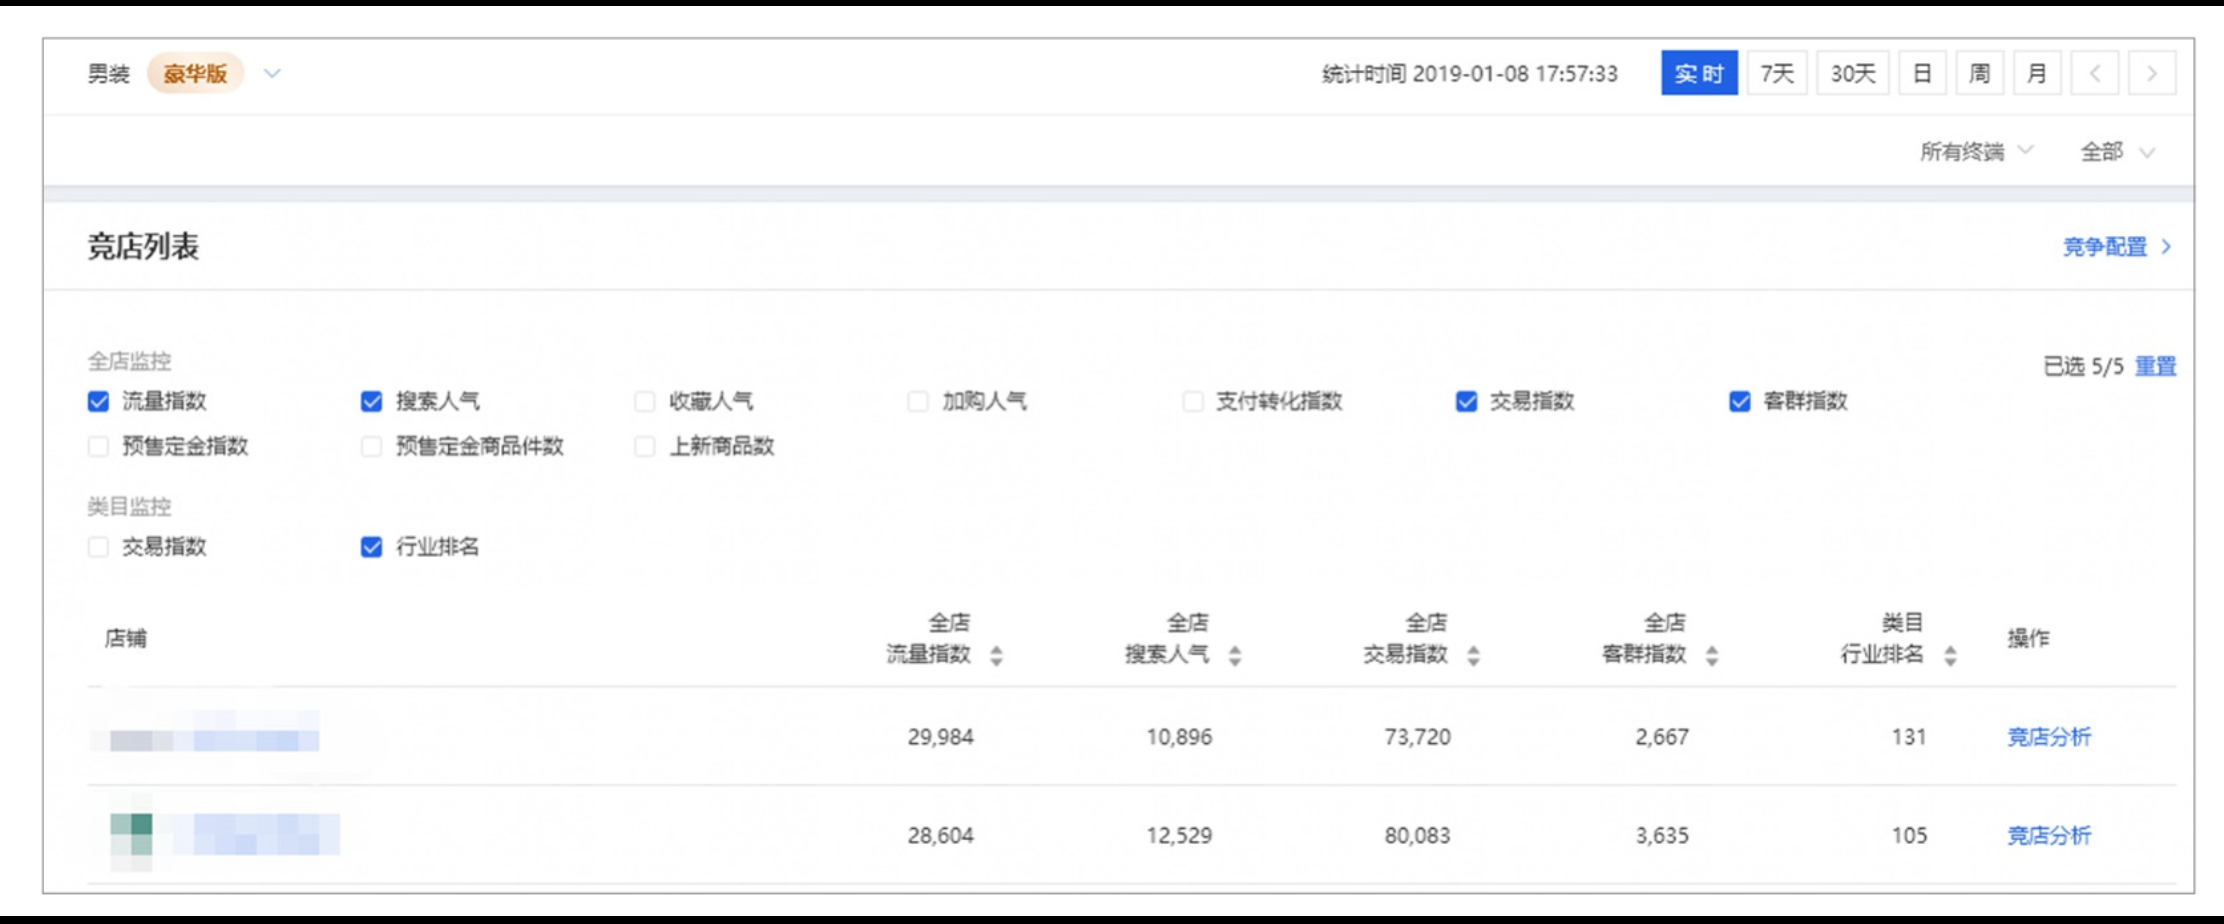 男装 豪华版 统计时间 2019-01-08 17:57:33 实时 7天 30天 日 周 月 < >
所有终端 全部
竞店列表 竞争配置 >
全店监控 已选 5/5 重置
流量指数 搜索人气 收藏人气 加购人气 支付转化指数 交易指数 客群指数
预售定金指数 预售定金商品件数 上新商品数
类目监控
交易指数 行业排名
店铺 全店流量指数 全店搜索人气 全店交易指数 全店客群指数 类目行业排名 操作
29,984 10,896 73,720 2,667 131 竞店分析
28,604 12,529 80,083 3,635 105 竞店分析